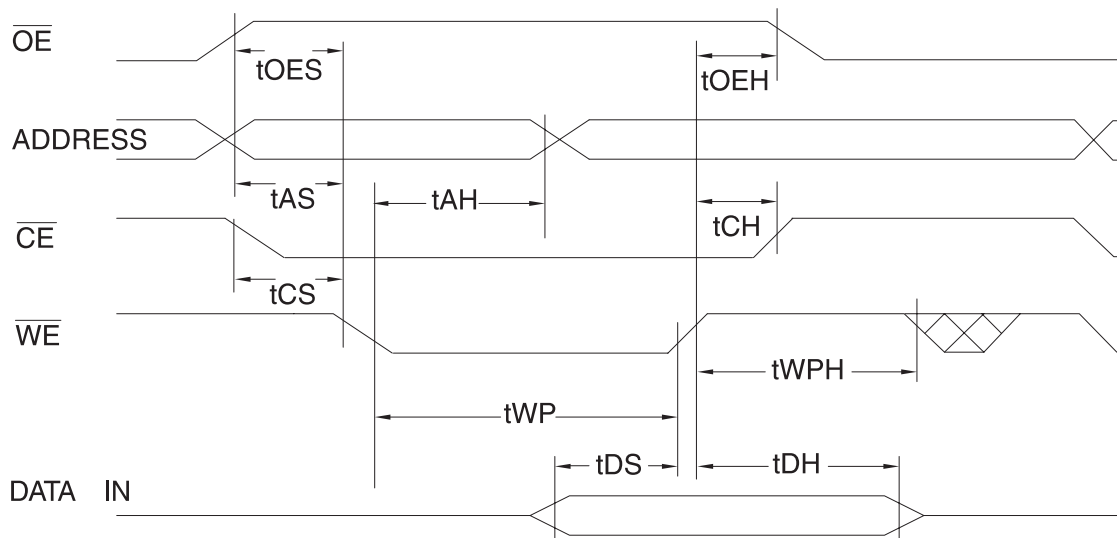 OE
tOES
tOEH
ADDRESS
tAS
tAH
tCH
CE
tCS
WE
tWPH
tWP
tDS
tDH
DATA IN